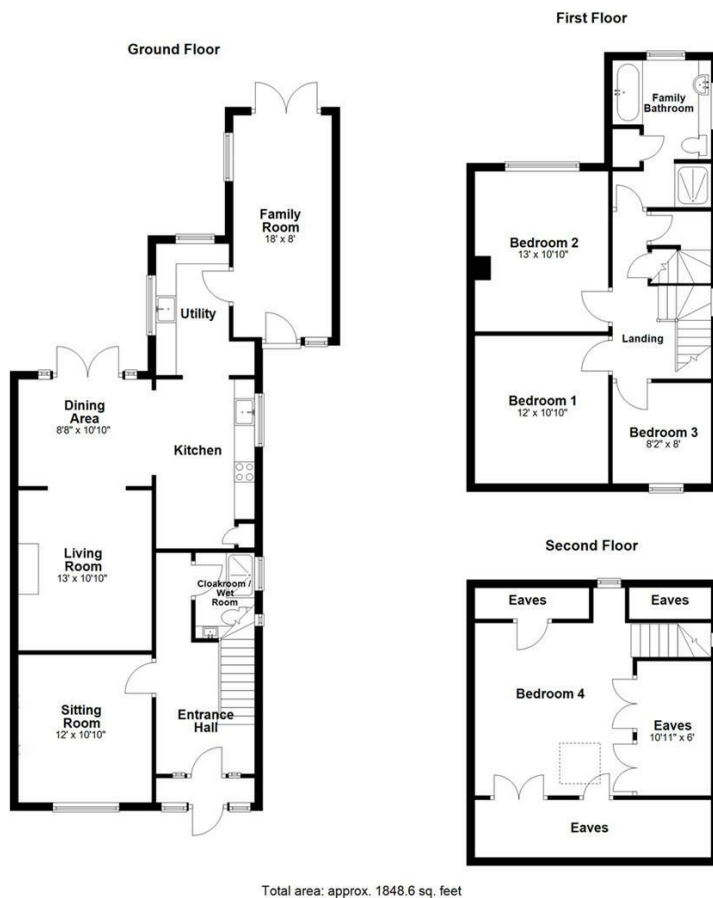 Ground Floor
Family
Room
18' x 8'
Utility
Dining
Area
8'8" x 10'10"
Kitchen
Living
Room
13' x 10'10"
Cloakroom /
Wet
Room
Sitting
Room
12' x 10'10"
Entrance
Hall
First Floor
Family
Bathroom
Bedroom 2
13' x 10'10"
Landing
Bedroom 1
12' x 10'10"
Bedroom 3
8'2" x 8'
Second Floor
Eaves
Eaves
Bedroom 4
Eaves
10'11" x 6'
Eaves
Total area: approx. 1848.6 sq. feet